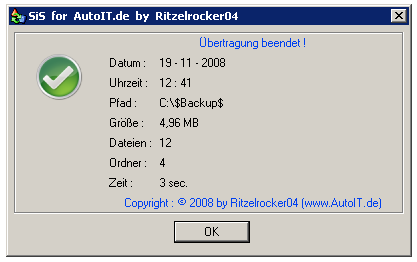 SiS for AutoIT.de by Ritzelrocker04
Übertragung beendet !
Datum : 19 - 11 - 2008
Uhrzeit : 12 : 41
Pfad : C:\$Backup$
Größe : 4,96 MB
Dateien : 12
Ordner : 4
Zeit : 3 sec.
Copyright : © 2008 by Ritzelrocker04 (www.AutoIT.de)
OK